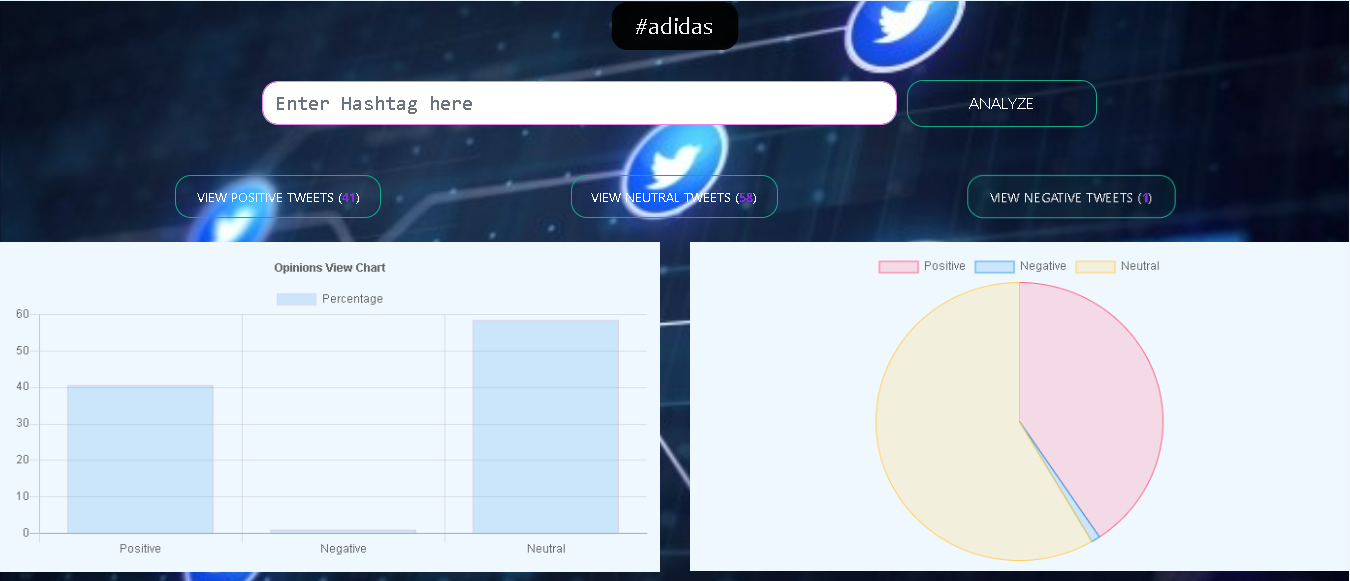 #adidas
Enter Hashtag here
ANALYZE
VIEW POSITIVE TWEETS (41)
VIEW NEUTRAL TWEETS (58)
VIEW NEGATIVE TWEETS (1)
Opinions View Chart
Percentage
60
50
40
30
20
10
0
Positive
Negative
Neutral
Positive
Negative
Neutral